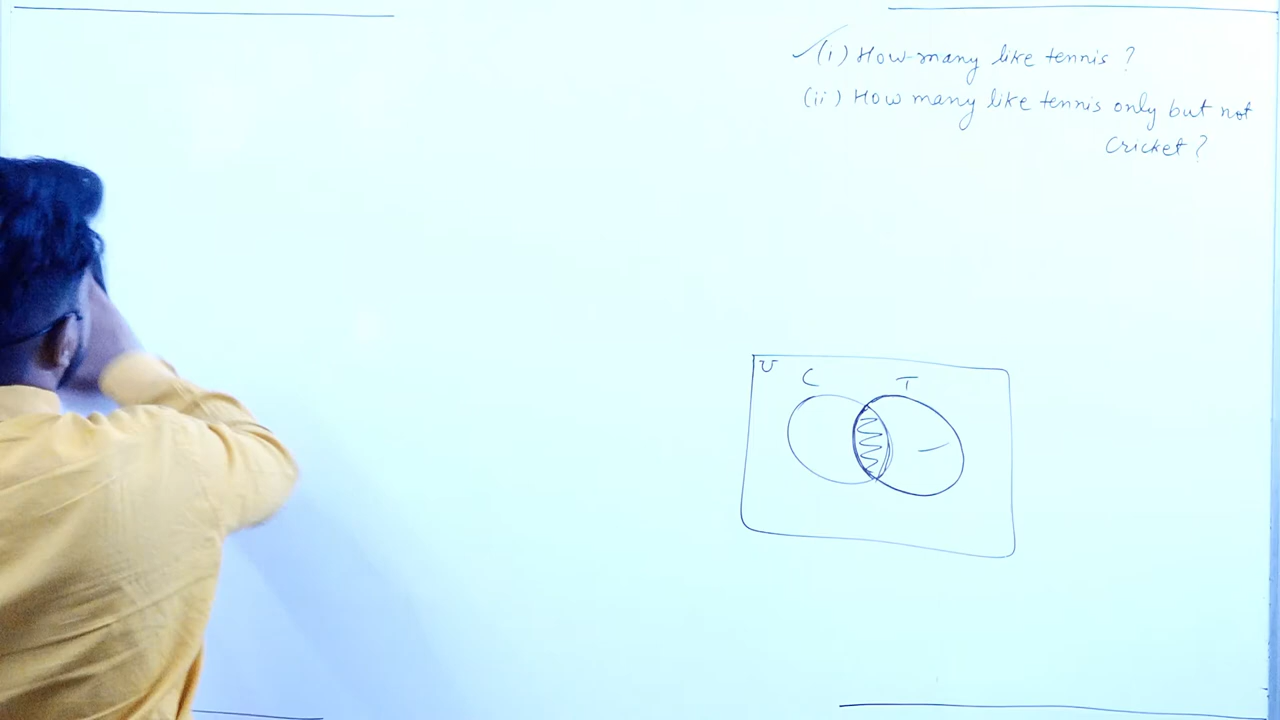 (i) How many like tennis ?
(ii) How many like tennis only but not
Cricket ?
U
C T